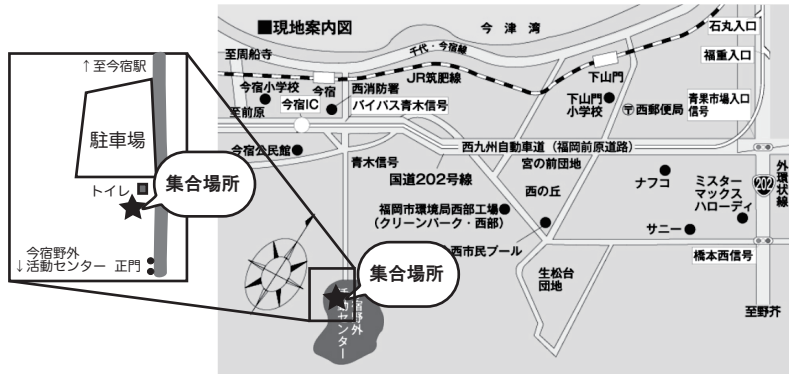 ■現地案内図
今津湾
石丸入口
至周船寺
千代・今宿線
福重入口
↑至今宿駅
JR筑肥線
下山門
今宿小学校
今宿
西消防署
下山門
小学校
〒西郵便局
青果市場入口
信号
至前原
今宿IC
バイパス青木信号
駐車場
西九州自動車道（福岡前原道路）
今宿公民館
青木信号
宮の前団地
外環状線
202
国道202号線
西の丘
ナフコ
ミスター
マックス
ハローデイ
トイレ
集合場所
福岡市環境局西部工場
（クリーンパーク・西部）
サニー
西市民プール
橋本西信号
今宿野外
↓活動センター 正門
集合場所
生松台
団地
宿野外
活動センター
至野芥